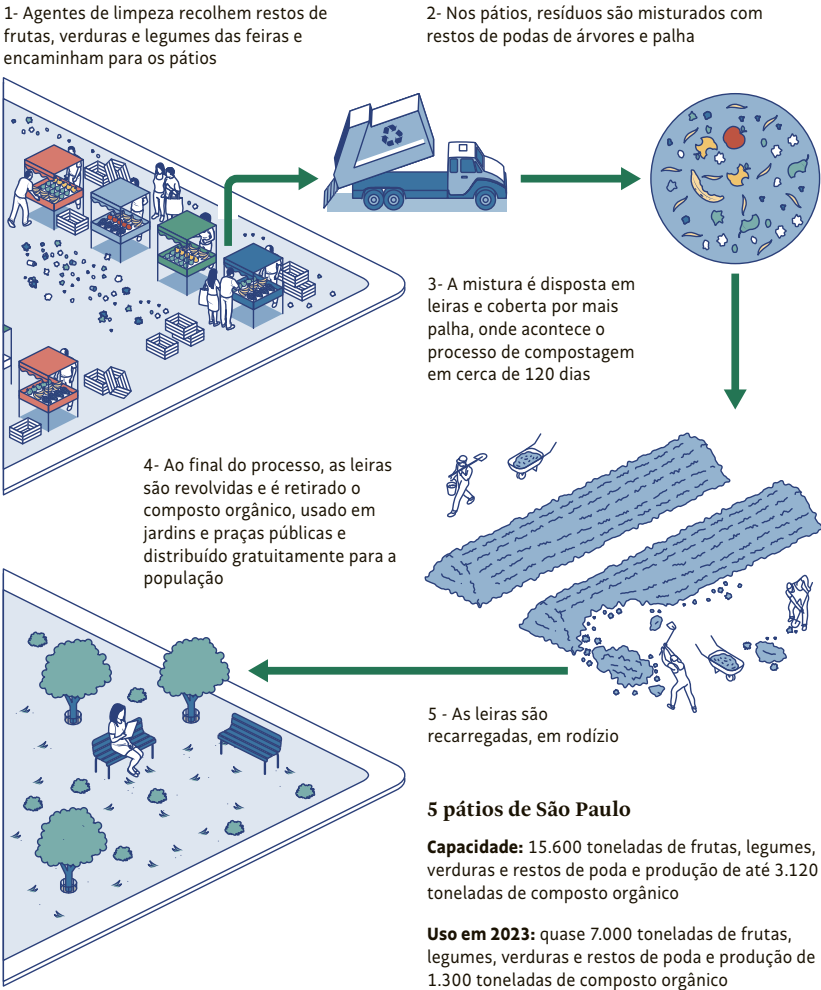 1- Agentes de limpeza recolhem restos de
frutas, verduras e legumes das feiras e
encaminham para os pátios
2- Nos pátios, resíduos são misturados com
restos de podas de árvores e palha
3- A mistura é disposta em
leiras e coberta por mais
palha, onde acontece o
processo de compostagem
em cerca de 120 dias
4- Ao final do processo, as leiras
são revolvidas e é retirado o
composto orgânico, usado em
jardins e praças públicas e
distribuído gratuitamente para a
população
5 - As leiras são
recarregadas, em rodízio
5 pátios de São Paulo
Capacidade: 15.600 toneladas de frutas, legumes,
verduras e restos de poda e produção de até 3.120
toneladas de composto orgânico
Uso em 2023: quase 7.000 toneladas de frutas,
legumes, verduras e restos de poda e produção de
1.300 toneladas de composto orgânico